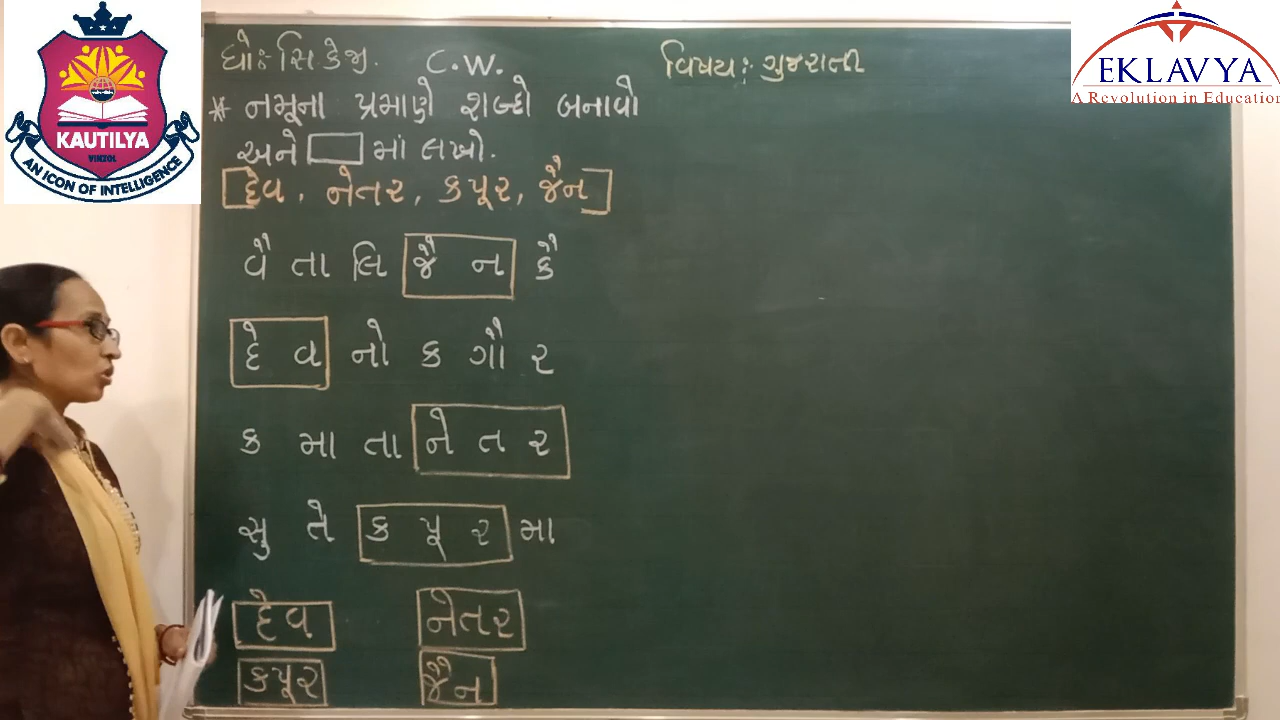 KAUTILYA
VINZOL
AN ICON OF INTELLIGENCE
EKLAVYA
A Revolution in Education
ધો: સિ કેજી. C.W. વિષય: ગુજરાતી
* નમૂના પ્રમાણે શબ્દો બનાવો
અને માં લખો.
[દેવ, નેતર, કપૂર, જૈન]
વૈ તા લિ જૈ ન કૈ
દે વ નો ક ગૌ ર
ક મા તા ને ત ર
સુ તે ક પૂ ર મા
દેવ નેતર
કપૂર જૈન